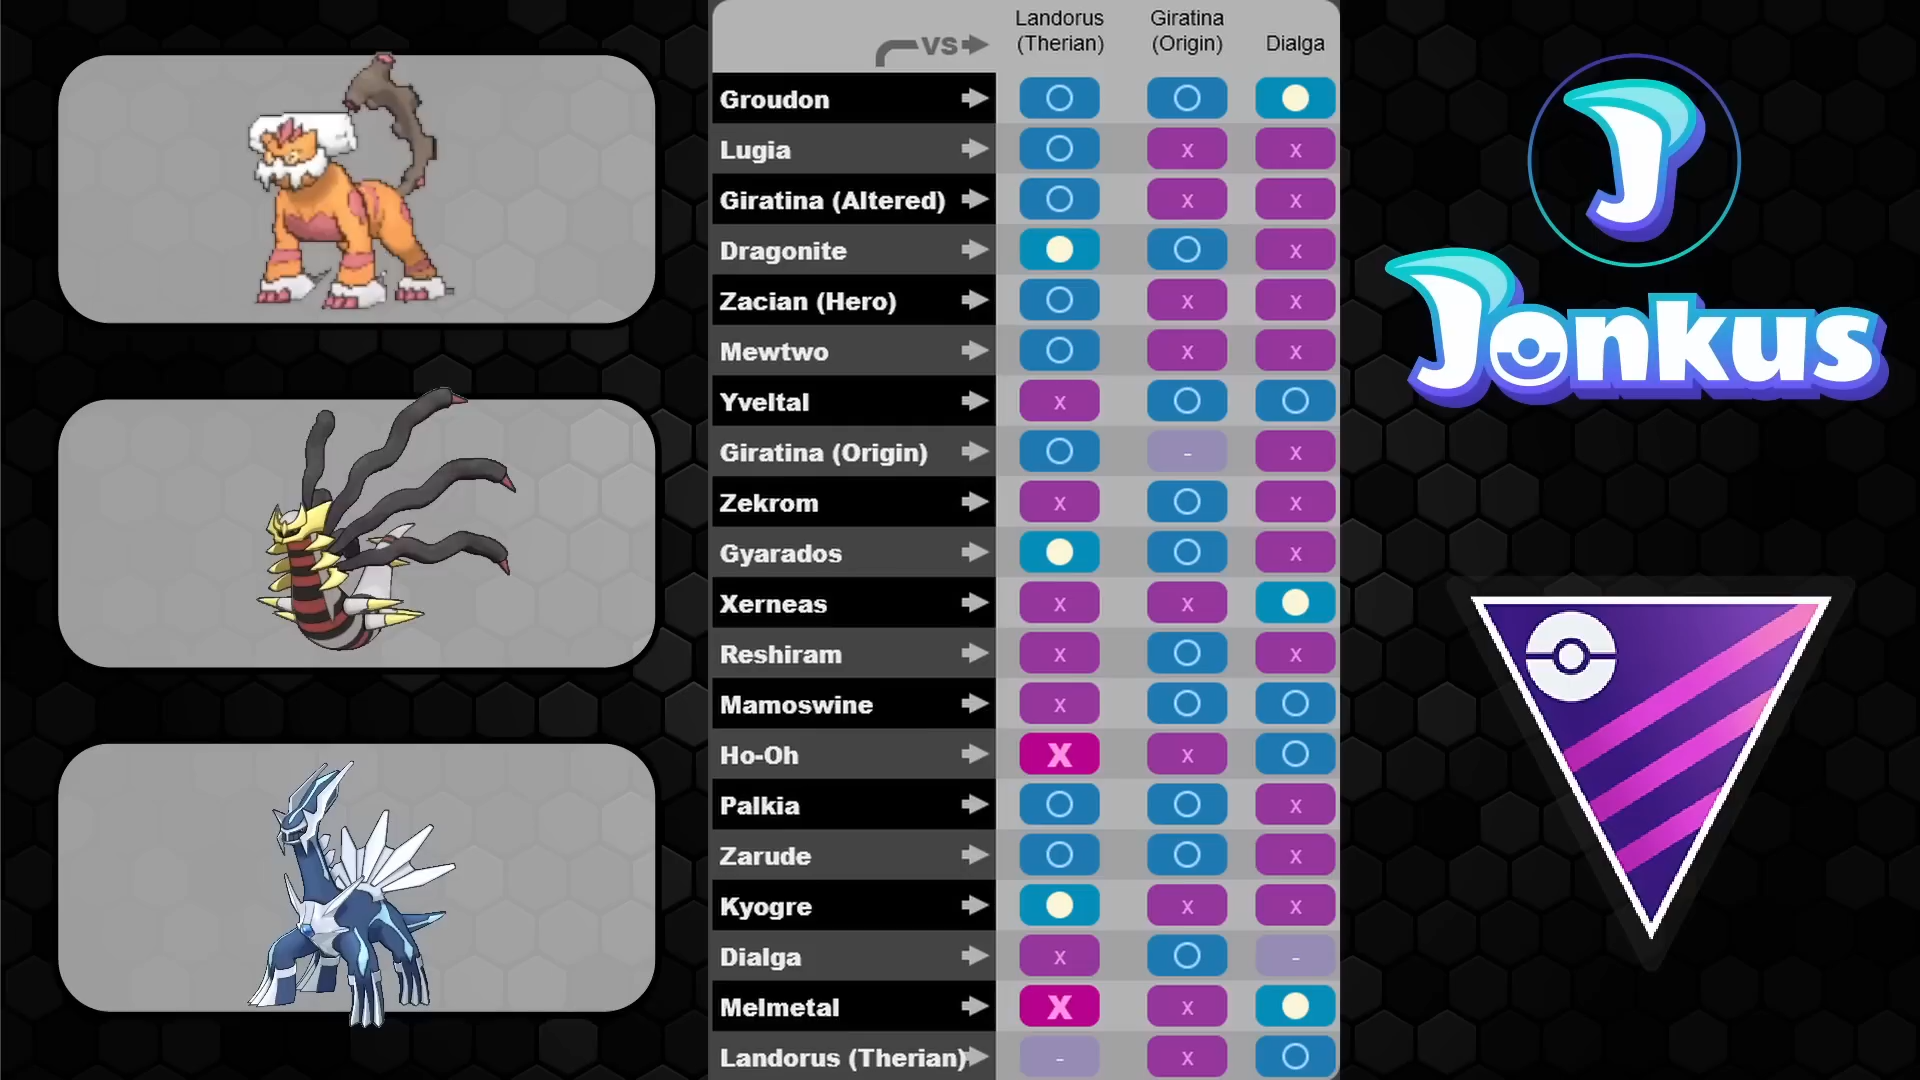 VS Landorus (Therian) Giratina (Origin) Dialga
Groudon O O
Lugia O x x
Giratina (Altered) O x x
Dragonite O x
Zacian (Hero) O x x
Mewtwo O x x
Yveltal x O O
Giratina (Origin) O - x
Zekrom x O x
Gyarados O x
Xerneas x x
Reshiram x O x
Mamoswine x O O
Ho-Oh X x O
Palkia O O x
Zarude O O x
Kyogre x x
Dialga x O -
Melmetal X x
Landorus (Therian) - x O
J
Jonkus